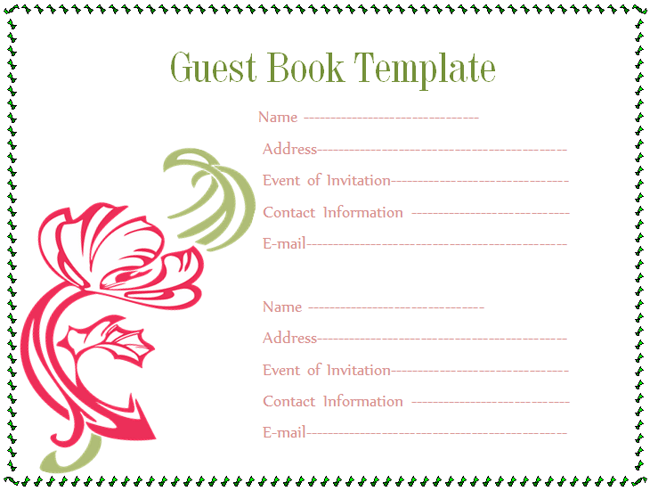 Guest Book Template
Name ------------------------------
Address-------------------------------------------
Event of Invitation-------------------------------
Contact Information ---------------------------
E-mail---------------------------------------------
Name ------------------------------
Address-------------------------------------------
Event of Invitation-------------------------------
Contact Information ---------------------------
E-mail---------------------------------------------